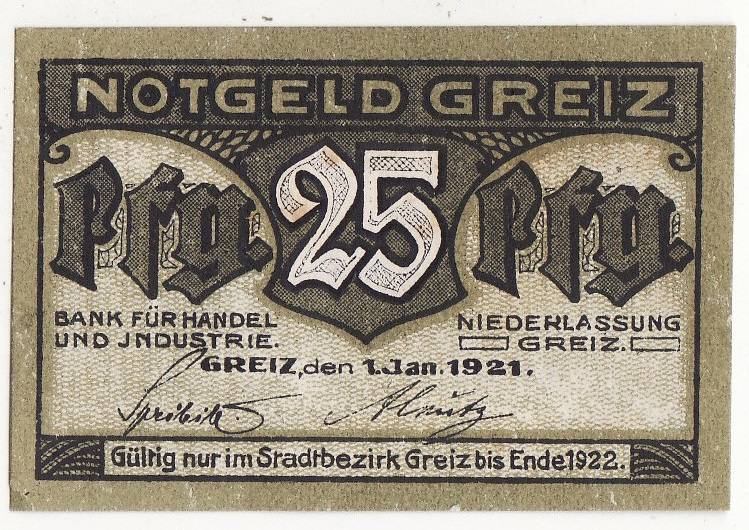 NOTGELD GREIZ
Pfg. 25 Pfg.
BANK FÜR HANDEL
UND JNDUSTRIE.
NIEDERLASSUNG
GREIZ.
GREIZ, den 1. Jan. 1921.
Gültig nur im Stadtbezirk Greiz bis Ende 1922.